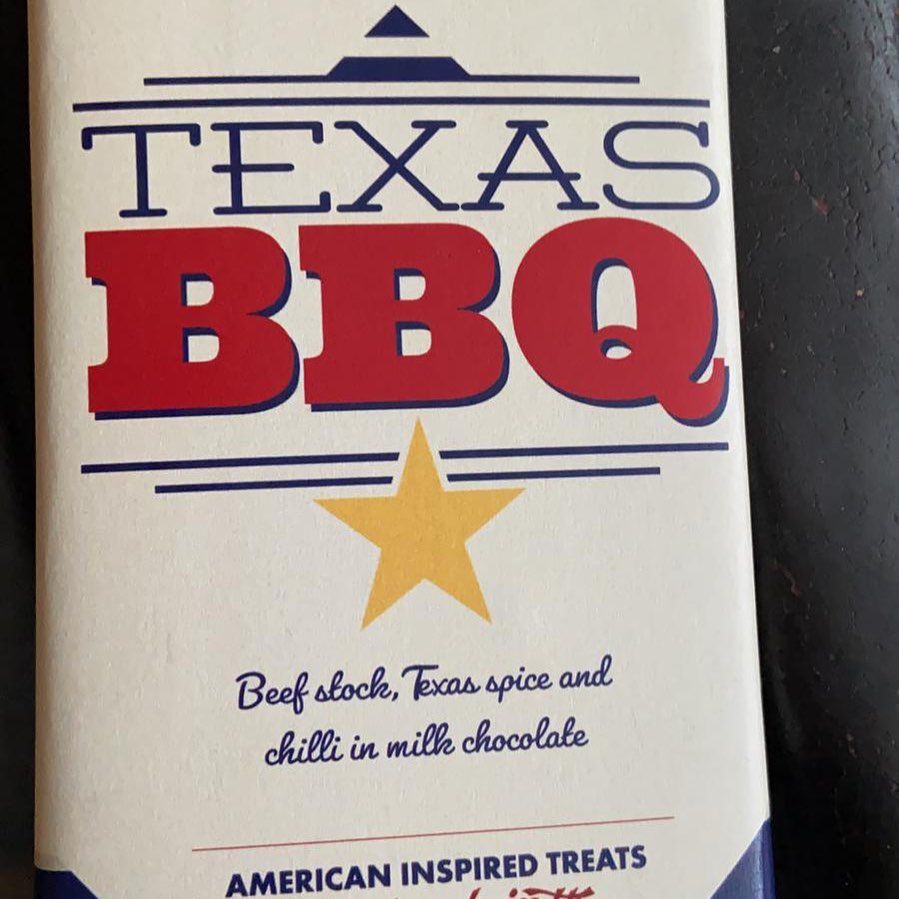 TEXAS
BBQ
Beef stock, Texas spice and
chilli in milk chocolate
AMERICAN INSPIRED TREATS